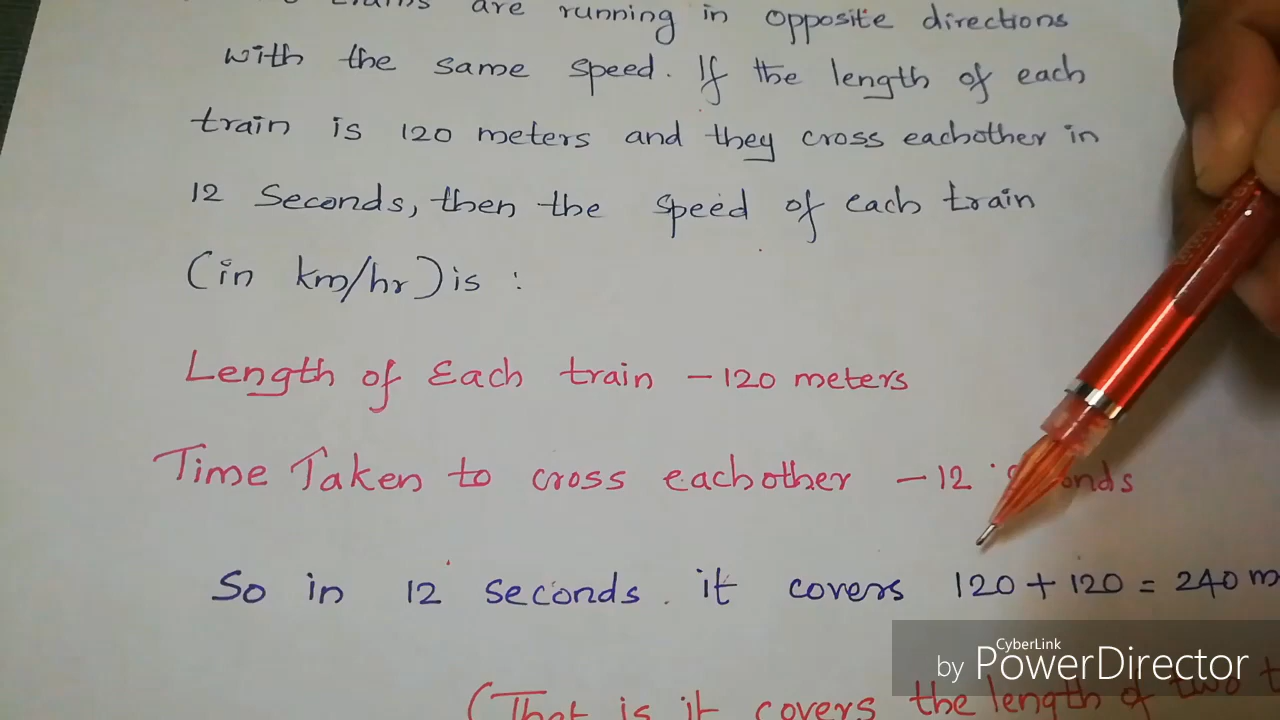 trains are running in opposite directions
with the same speed. If the length of each
train is 120 meters and they cross eachother in
12 Seconds, then the speed of each train
(in km/hr) is :
Length of Each train - 120 meters
Time Taken to cross eachother - 12 Seconds
So in 12 seconds. it covers 120 + 120 = 240 m
CyberLink
by PowerDirector
(That is it covers the length of two t